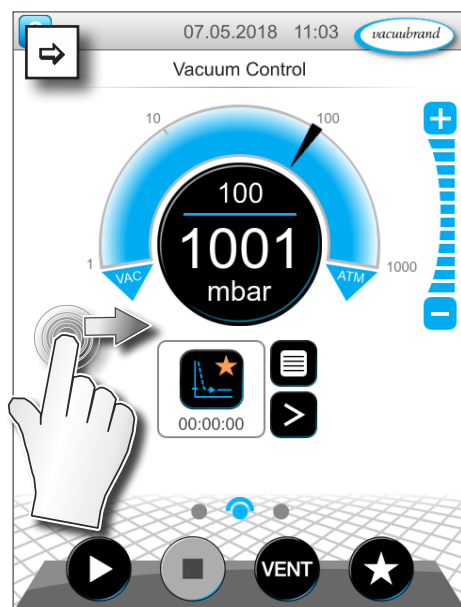 07.05.2018 11:03 vacuubrand
Vacuum Control
10
100
1
1000
VAC
ATM
100
1001
mbar
00:00:00
VENT